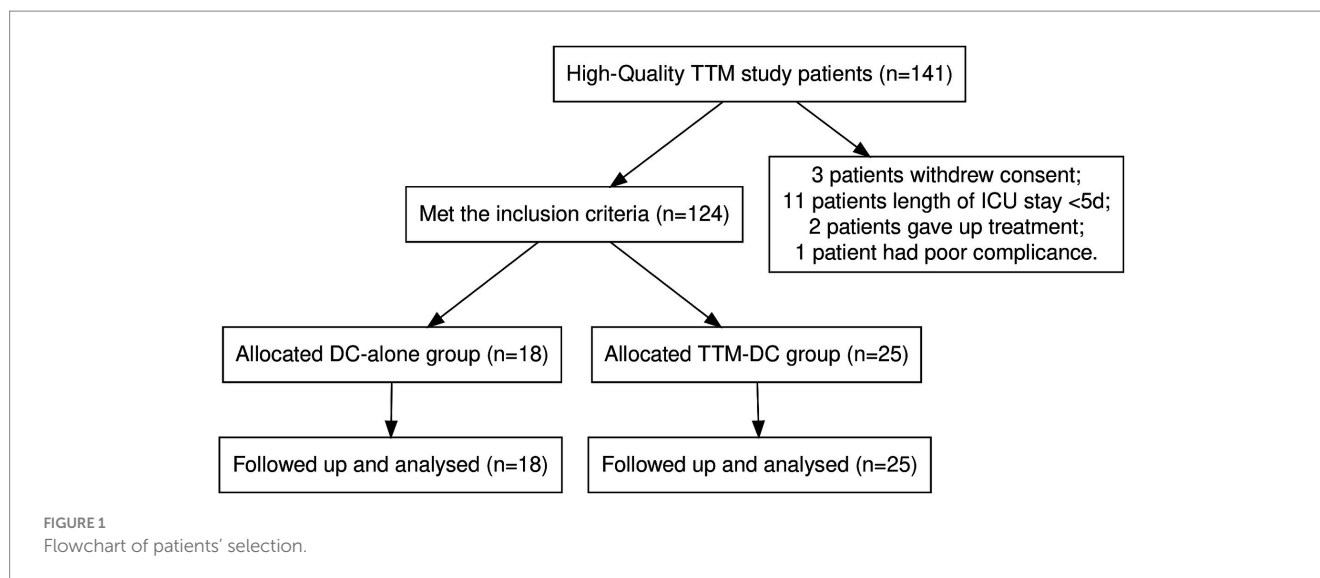 High-Quality TTM study patients (n=141)
3 patients withdrew consent;
11 patients length of ICU stay <5d;
2 patients gave up treatment;
1 patient had poor complicance.
Met the inclusion criteria (n=124)
Allocated DC-alone group (n=18)
Allocated TTM-DC group (n=25)
Followed up and analysed (n=18)
Followed up and analysed (n=25)
FIGURE 1
Flowchart of patients’ selection.